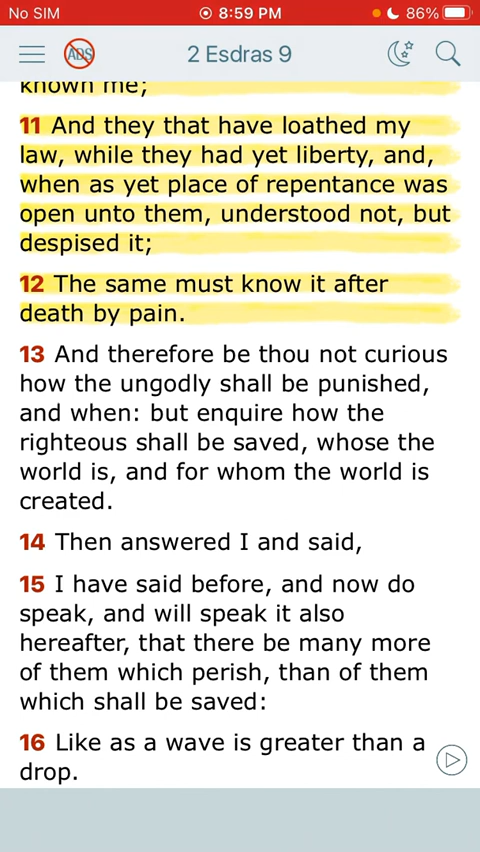 No SIM 8:59 PM 86%
ADS 2 Esdras 9
known me;
11 And they that have loathed my
law, while they had yet liberty, and,
when as yet place of repentance was
open unto them, understood not, but
despised it;
12 The same must know it after
death by pain.
13 And therefore be thou not curious
how the ungodly shall be punished,
and when: but enquire how the
righteous shall be saved, whose the
world is, and for whom the world is
created.
14 Then answered I and said,
15 I have said before, and now do
speak, and will speak it also
hereafter, that there be many more
of them which perish, than of them
which shall be saved:
16 Like as a wave is greater than a
drop.